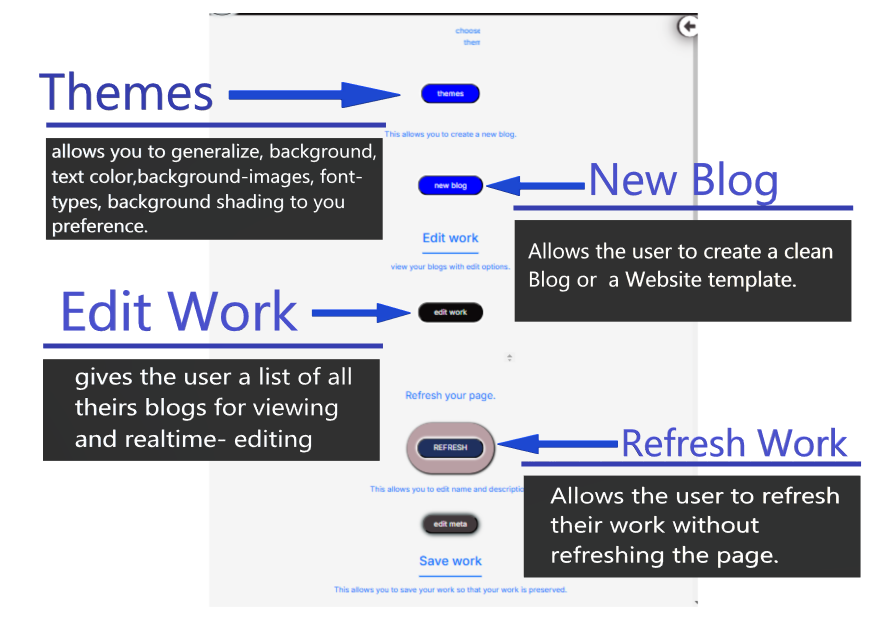 choose
then
Themes
themes
This allows you to create a new blog.
allows you to generalize, background,
text color,background-images, font-
types, background shading to you
preference.
New Blog
new blog
Allows the user to create a clean
Blog or a Website template.
Edit work
view your blogs with edit options.
Edit Work
edit work
gives the user a list of all
theirs blogs for viewing
and realtime- editing
Refresh your page.
Refresh Work
REFRESH
Allows the user to refresh
their work without
refreshing the page.
This allows you to edit name and descriptio
edit meta
Save work
This allows you to save your work so that your work is preserved.